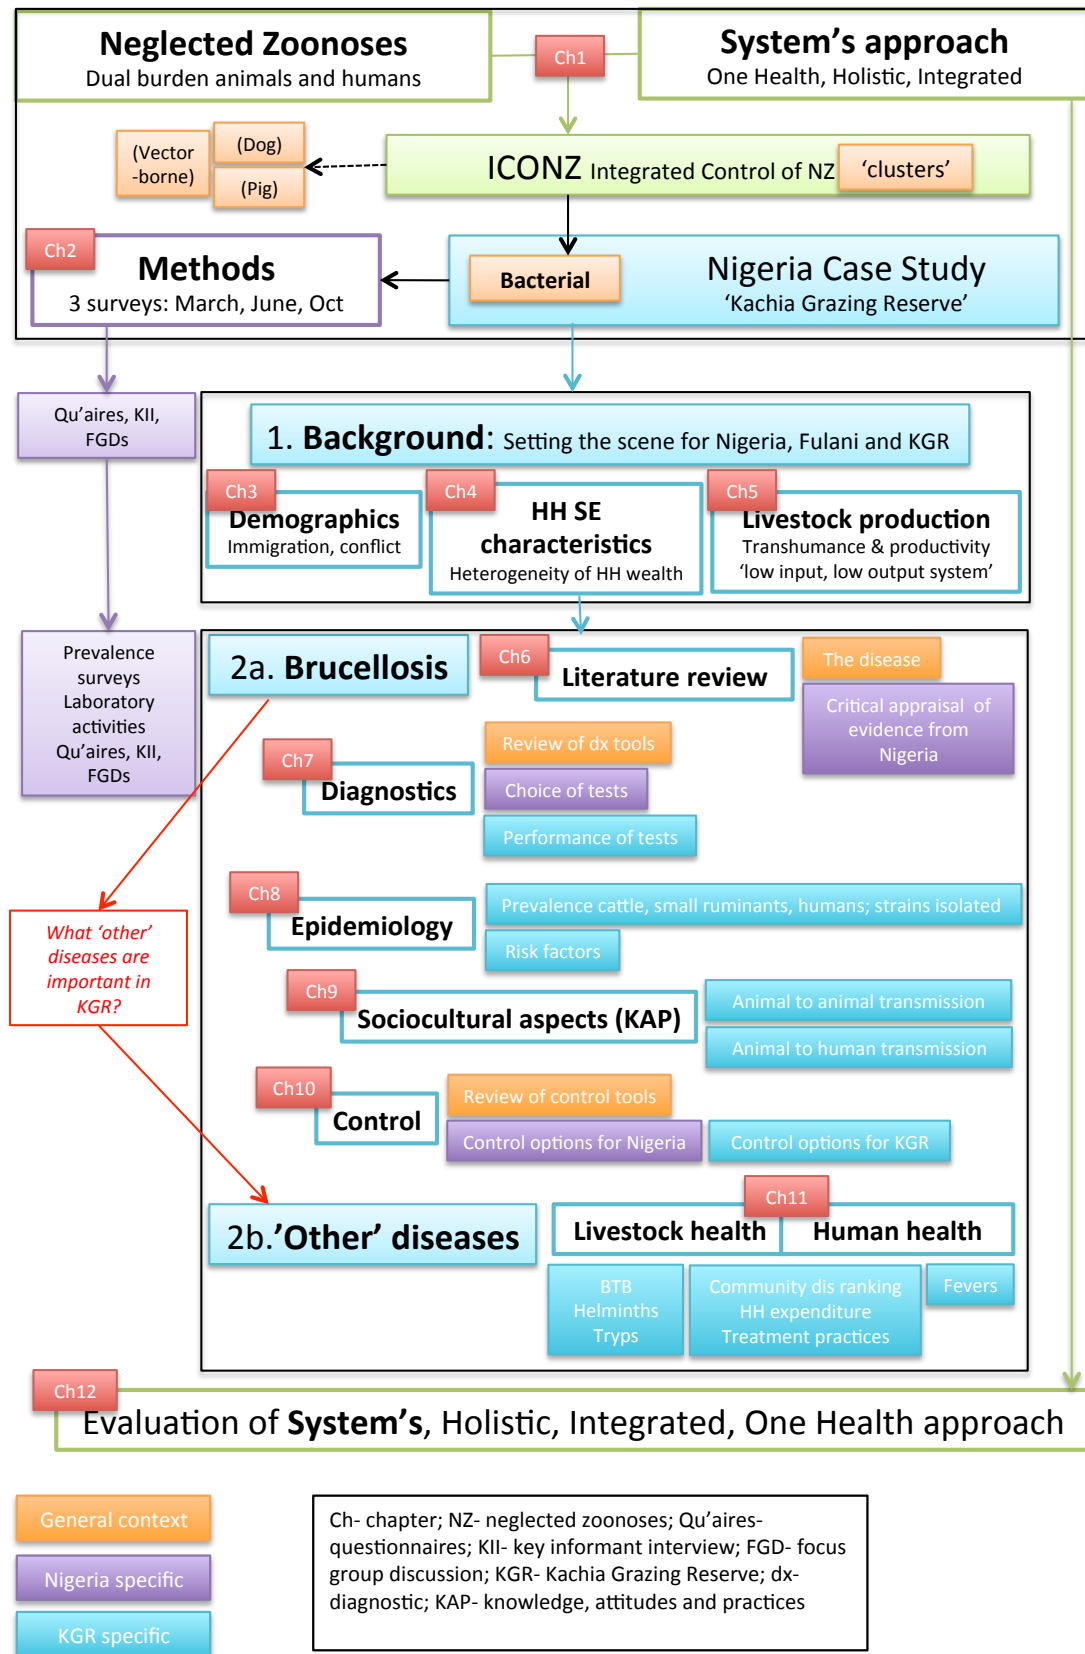 Neglected Zoonoses
Dual burden animals and humans
Ch1
System's approach
One Health, Holistic, Integrated
(Vector
-borne)
(Dog)
(Pig)
ICONZ Integrated Control of NZ
'clusters'
Ch2
Methods
3 surveys: March, June, Oct
Bacterial
Nigeria Case Study
'Kachia Grazing Reserve'
Qu'aires, KII,
FGDs
1. Background: Setting the scene for Nigeria, Fulani and KGR
Ch3
Demographics
Immigration, conflict
Ch4
HH SE
characteristics
Heterogeneity of HH wealth
Ch5
Livestock production
Transhumance & productivity
'low input, low output system'
Prevalence
surveys
Laboratory
activities
Qu'aires, KII,
FGDs
2a. Brucellosis
Ch6
Literature review
The disease
Critical appraisal of
evidence from
Nigeria
Ch7
Diagnostics
Review of dx tools
Choice of tests
Performance of tests
Ch8
Epidemiology
Prevalence cattle, small ruminants, humans; strains isolated
Risk factors
What 'other'
diseases are
important in
KGR?
Ch9
Sociocultural aspects (KAP)
Animal to animal transmission
Animal to human transmission
Ch10
Control
Review of control tools
Control options for Nigeria
Control options for KGR
2b.'Other' diseases
Ch11
Livestock health
Human health
BTB
Helminths
Tryps
Community dis ranking
HH expenditure
Treatment practices
Fevers
Ch12
Evaluation of System's, Holistic, Integrated, One Health approach
General context
Nigeria specific
KGR specific
Ch- chapter; NZ- neglected zoonoses; Qu'aires-
questionnaires; KII- key informant interview; FGD- focus
group discussion; KGR- Kachia Grazing Reserve; dx-
diagnostic; KAP- knowledge, attitudes and practices